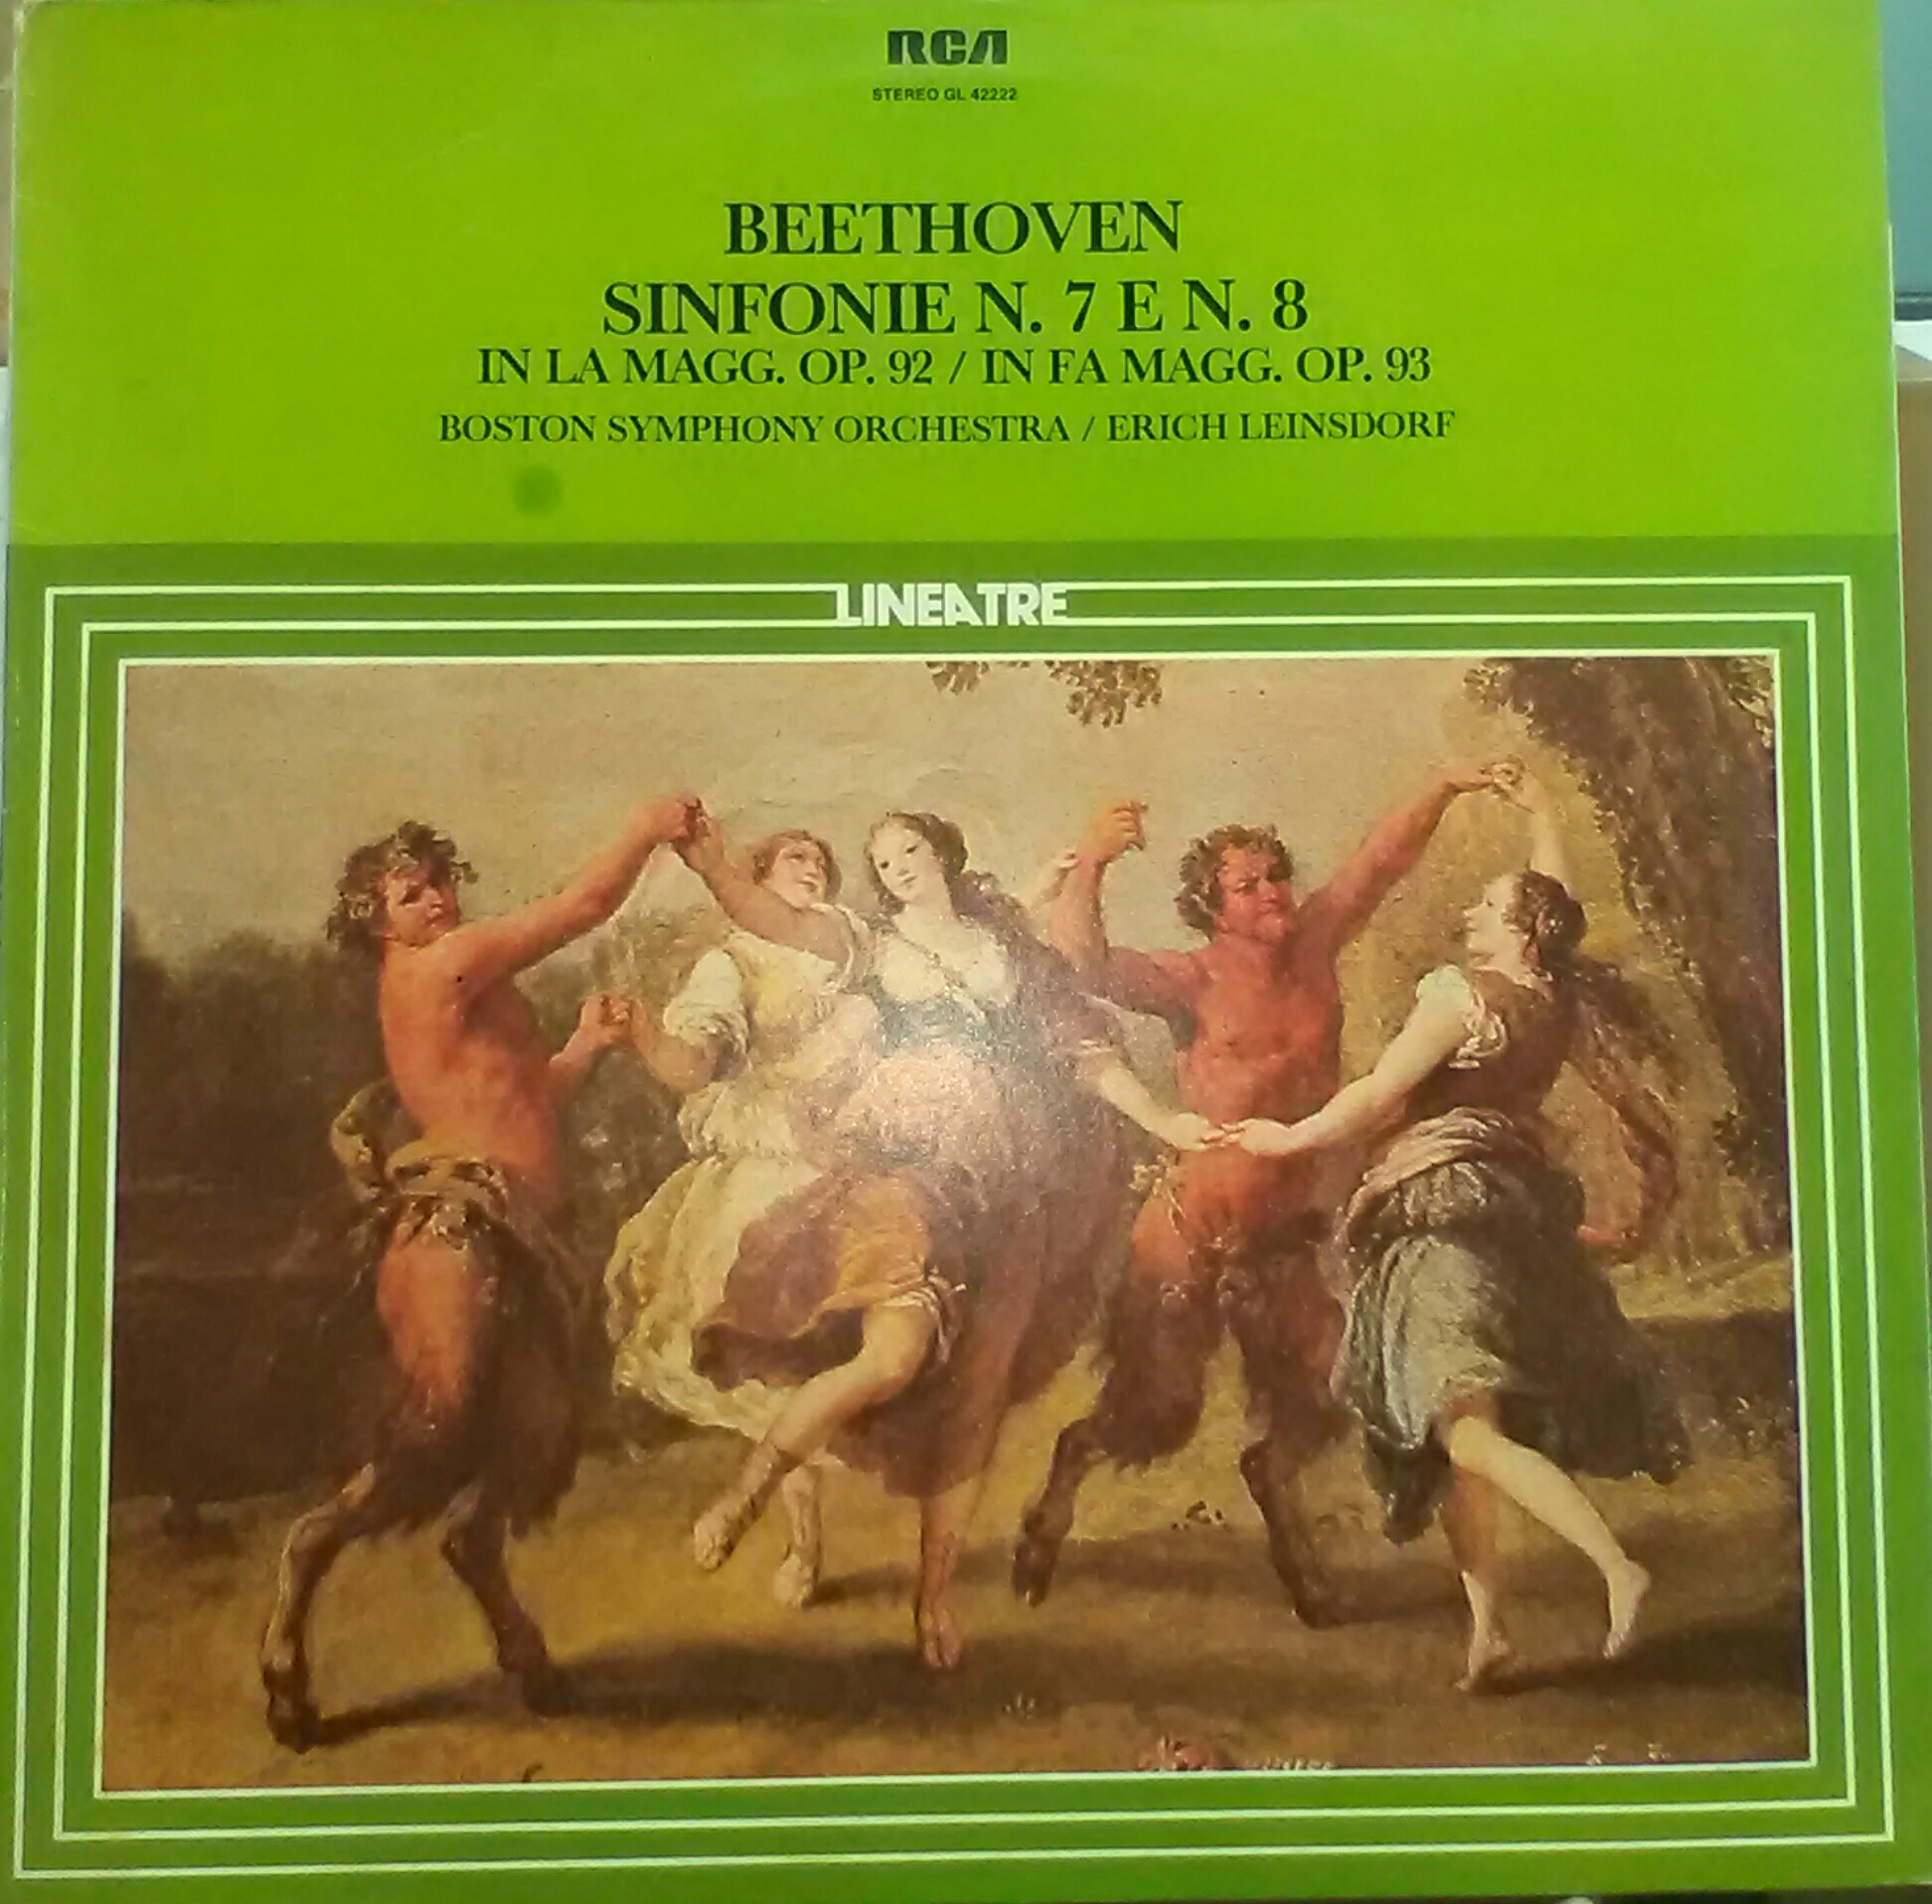 RCA
STEREO GL 42222
BEETHOVEN
SINFONIE N. 7 E N. 8
IN LA MAGG. OP. 92 / IN FA MAGG. OP. 93
BOSTON SYMPHONY ORCHESTRA / ERICH LEINSDORF
LINEATRE